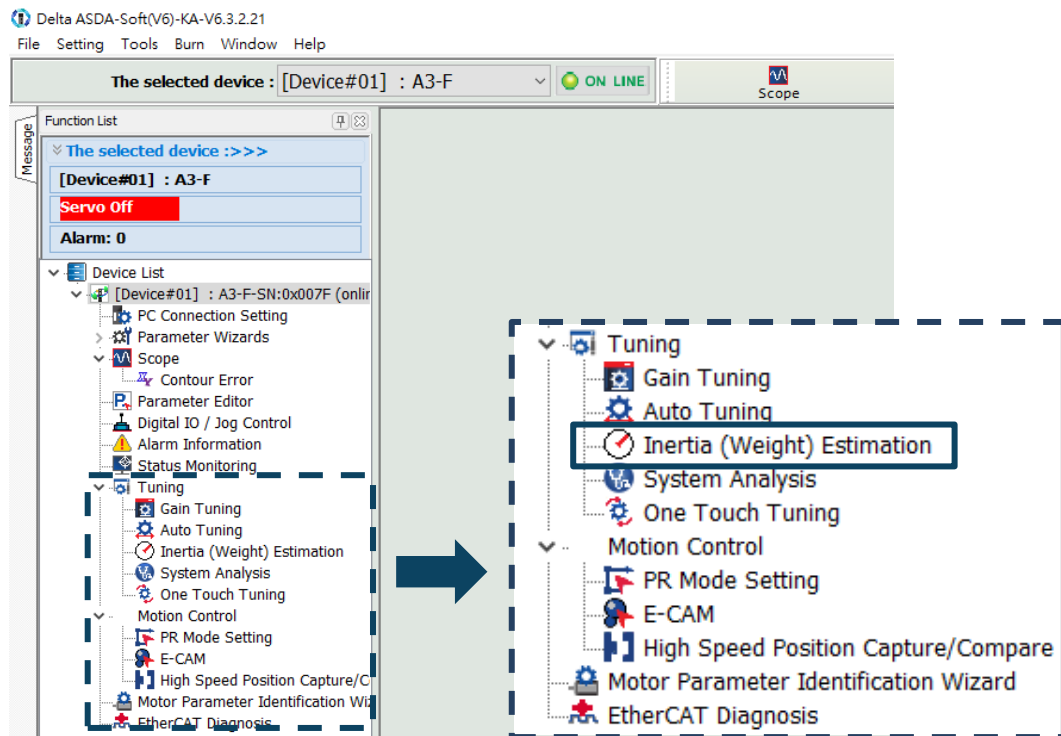 Delta ASDA-Soft(V6)-KA-V6.3.2.21
File Setting Tools Burn Window Help
The selected device : [Device#01] : A3-F ON LINE
Scope
Message
Function List
The selected device :>>>
[Device#01] : A3-F
Servo Off
Alarm: 0
Device List
[Device#01] : A3-F-SN:0x007F (onlin
PC Connection Setting
Parameter Wizards
Scope
Contour Error
Parameter Editor
Digital IO / Jog Control
Alarm Information
Status Monitoring
Tuning
Gain Tuning
Auto Tuning
Inertia (Weight) Estimation
System Analysis
One Touch Tuning
Motion Control
PR Mode Setting
E-CAM
High Speed Position Capture/C
Motor Parameter Identification Wiz
EtherCAT Diagnosis
Tuning
Gain Tuning
Auto Tuning
Inertia (Weight) Estimation
System Analysis
One Touch Tuning
Motion Control
PR Mode Setting
E-CAM
High Speed Position Capture/Compare
Motor Parameter Identification Wizard
EtherCAT Diagnosis